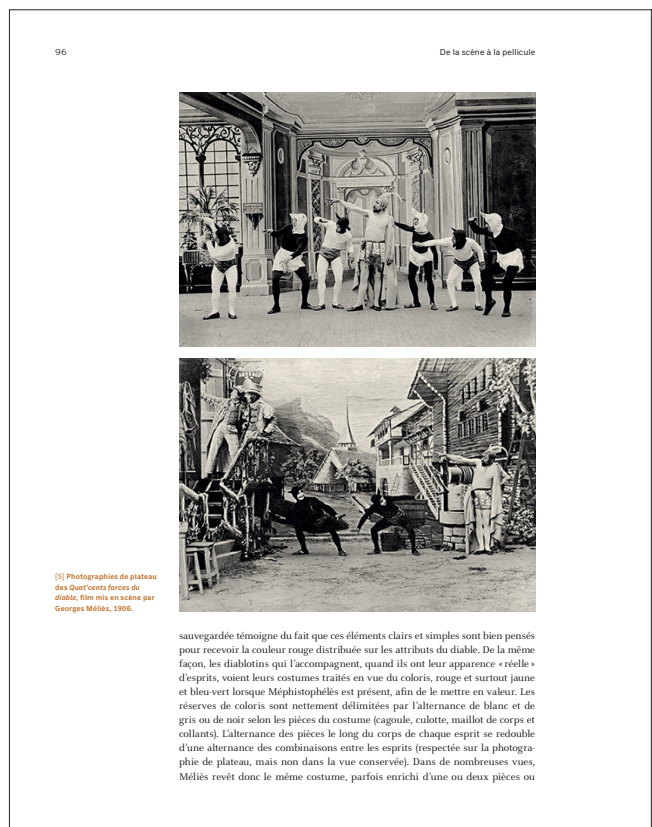 96
De la scène à la pellicule
[5] Photographies de plateau
des Quat'cents farces du
diable, film mis en scène par
Georges Méliès, 1906.
sauvegardée témoigne du fait que ces éléments clairs et simples sont bien pensés
pour recevoir la couleur rouge distribuée sur les attributs du diable. De la même
façon, les diablotins qui l'accompagnent, quand ils ont leur apparence « réelle »
d'esprits, voient leurs costumes traités en vue du coloris, rouge et surtout jaune
et bleu-vert lorsque Méphistophélès est présent, afin de le mettre en valeur. Les
réserves de coloris sont nettement délimitées par l'alternance de blanc et de
gris ou de noir selon les pièces du costume (cagoule, culotte, maillot de corps et
collants). L'alternance des pièces le long du corps de chaque esprit se redouble
d'une alternance des combinaisons entre les esprits (respectée sur la photogra-
phie de plateau, mais non dans la vue conservée). Dans de nombreuses vues,
Méliès revêt donc le même costume, parfois enrichi d'une ou deux pièces ou